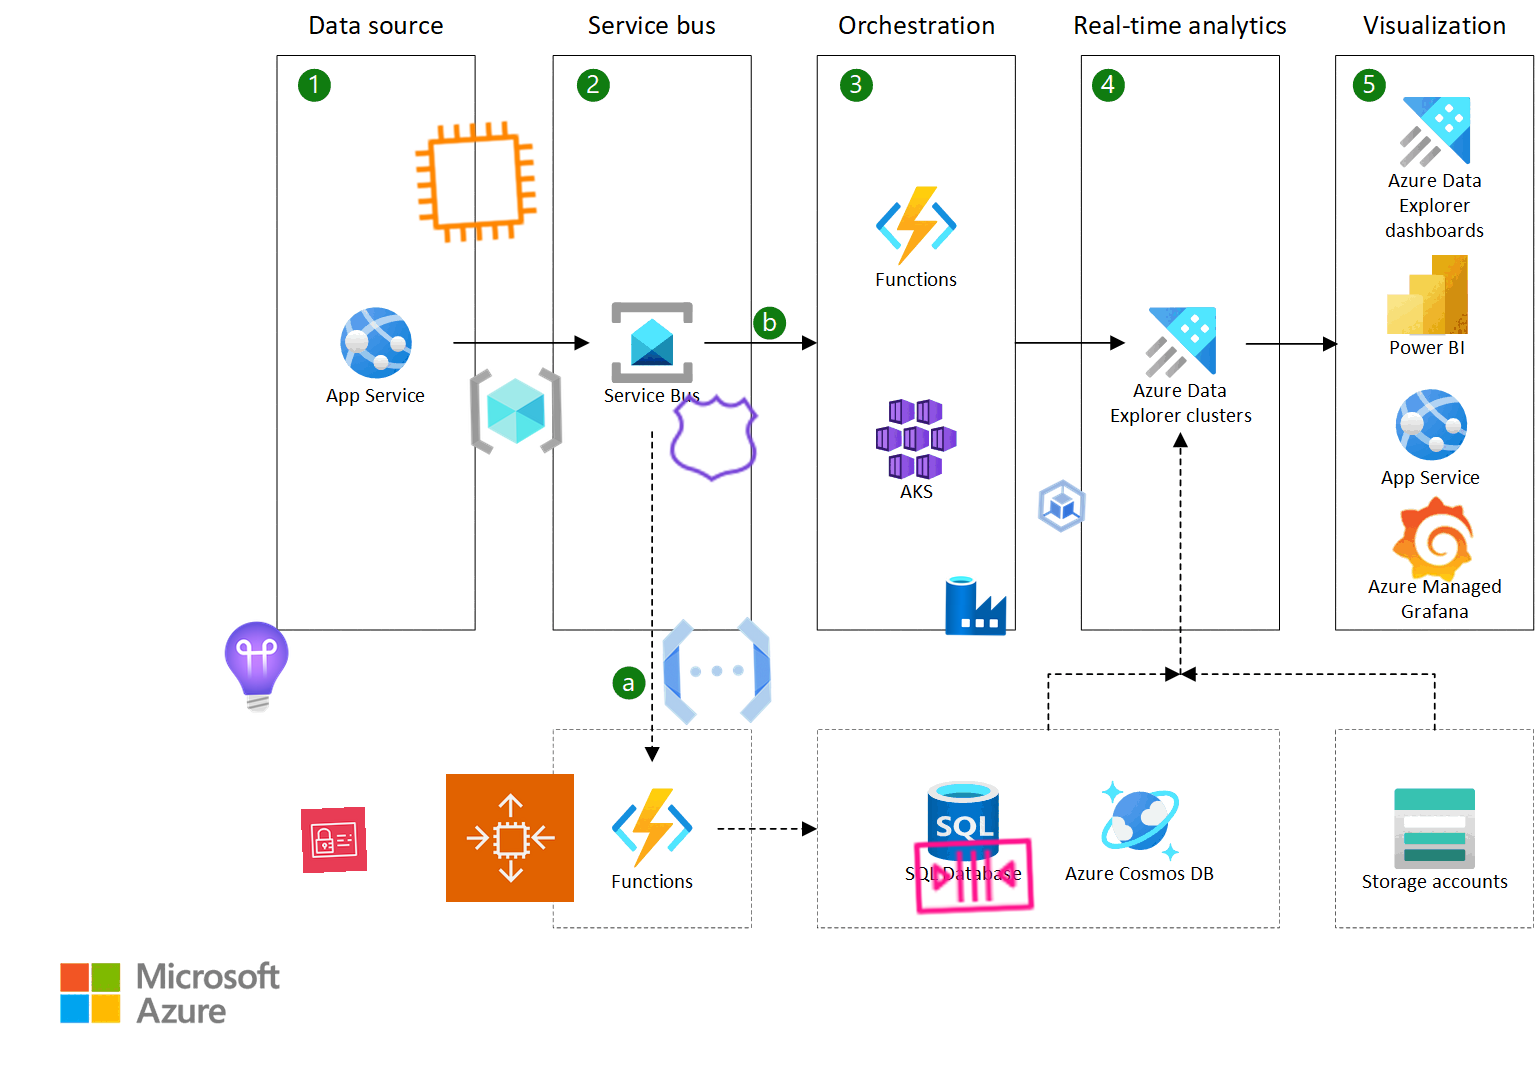 Data source
Service bus
Orchestration
Real-time analytics
Visualization
1
2
3
4
5
Azure Data
Explorer
dashboards
Functions
b
Power BI
App Service
Service Bus
Azure Data
Explorer clusters
App Service
AKS
Azure Managed
Grafana
a
SQL
Functions
SQL Database
Azure Cosmos DB
Storage accounts
Microsoft
Azure